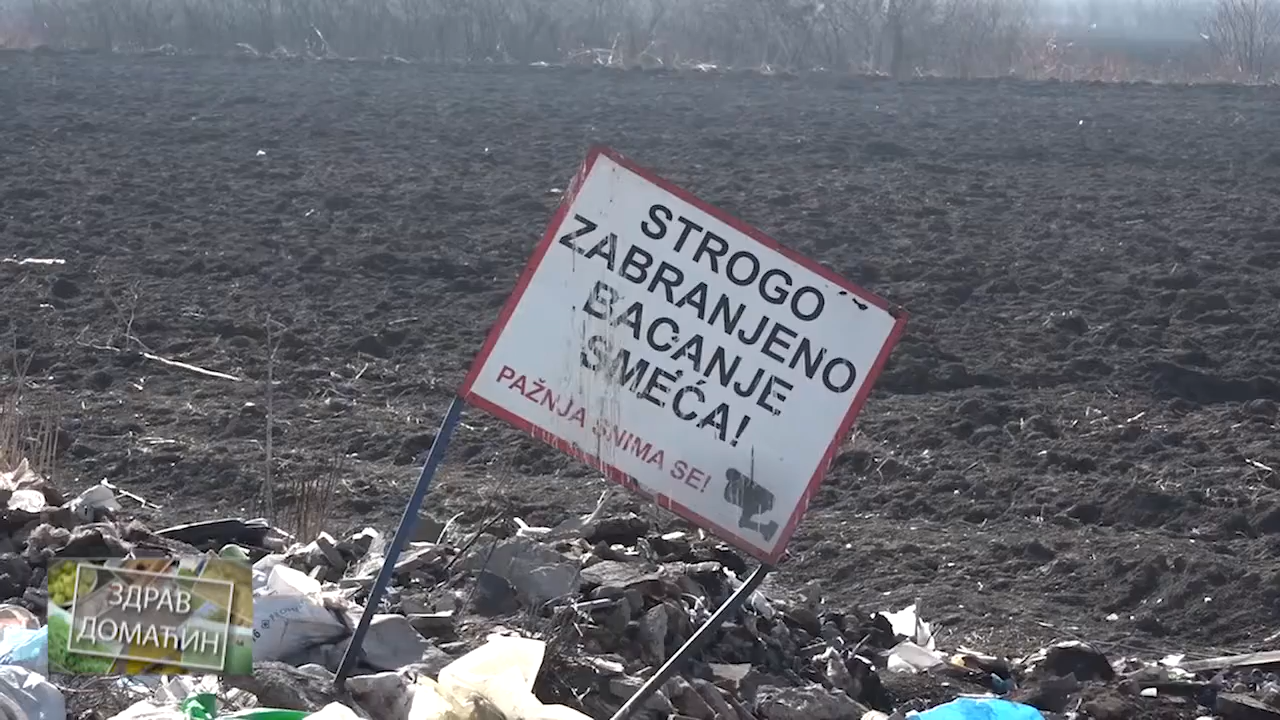 STROGO
ZABRANJENO
BACANJE
SMEĆA!
PAŽNJA SNIMA SE!
ЗДРАВ
ДОМАЋИН